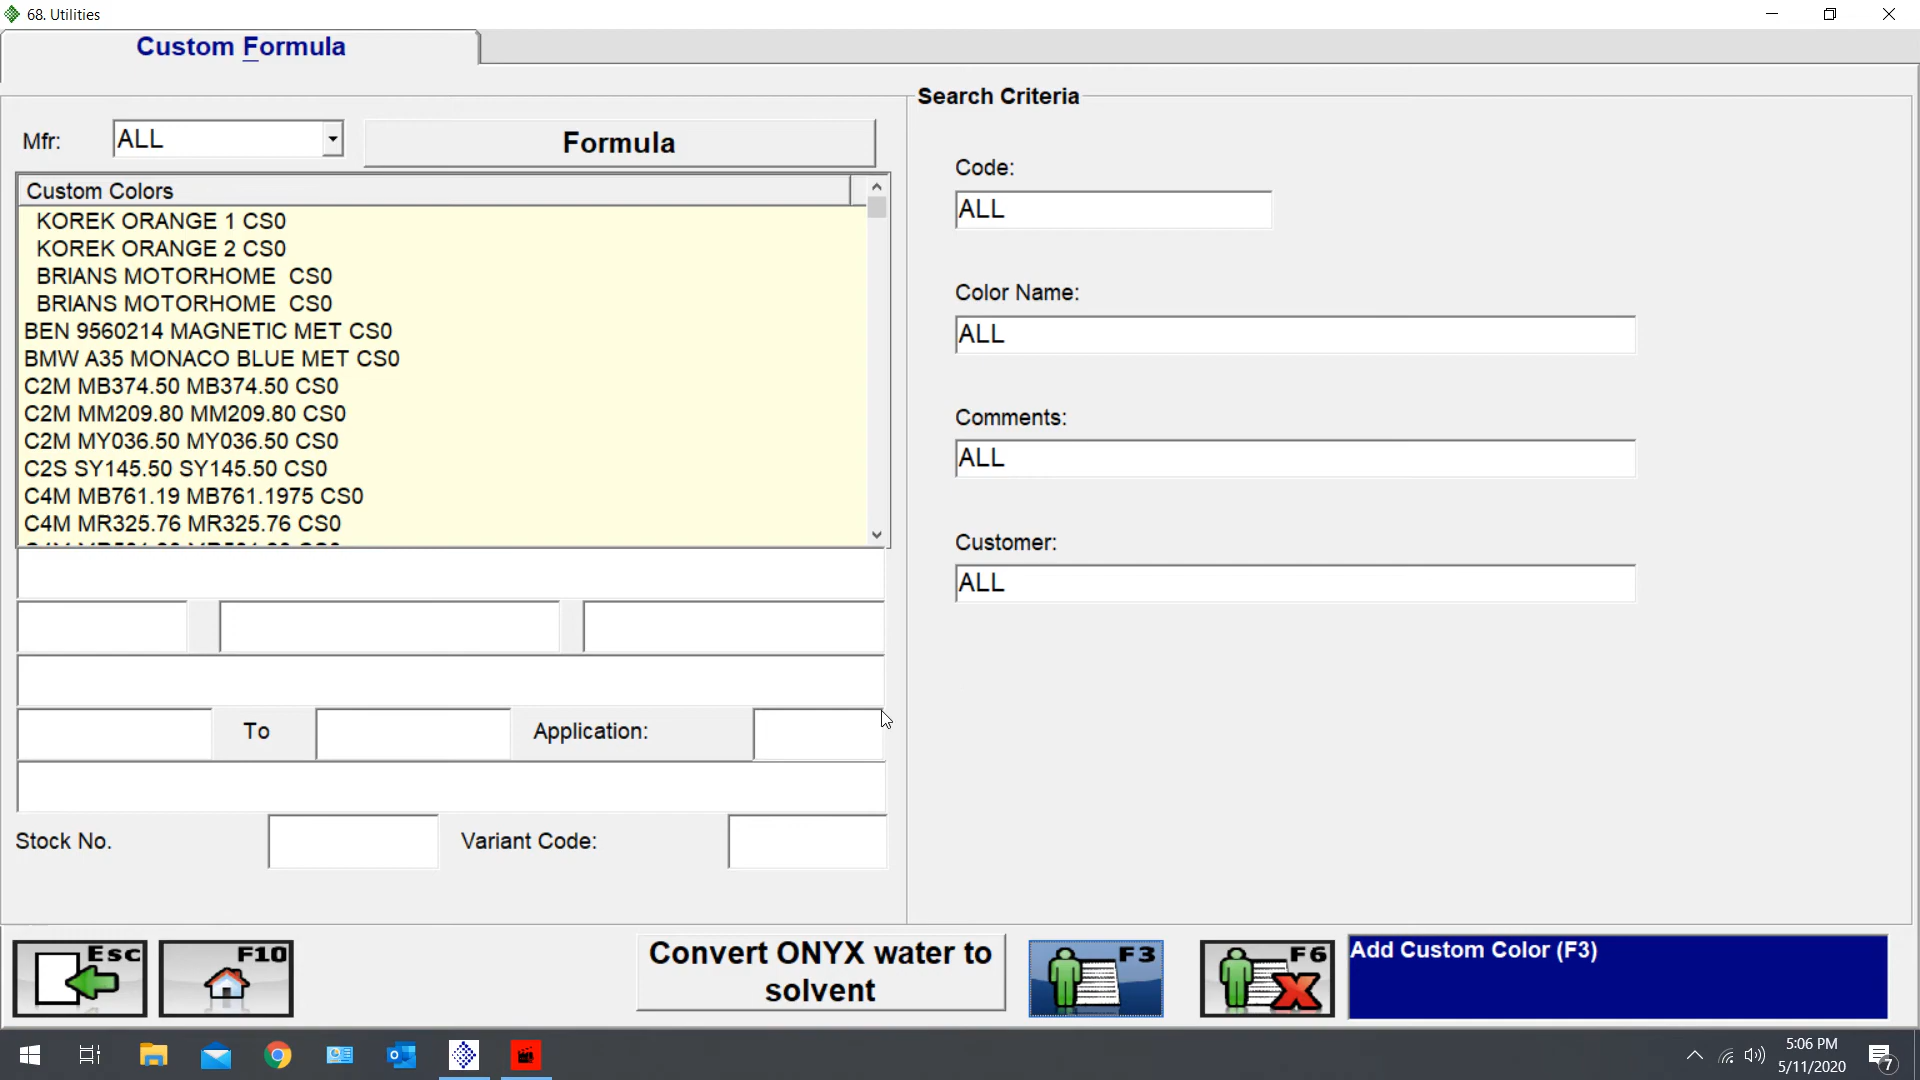 68. Utilities
Custom Formula
Search Criteria
Mfr:
ALL
Formula
Custom Colors
KOREK ORANGE 1 CS0
KOREK ORANGE 2 CS0
BRIANS MOTORHOME  CS0
BRIANS MOTORHOME  CS0
BEN 9560214 MAGNETIC MET CS0
BMW A35 MONACO BLUE MET CS0
C2M MB374.50 MB374.50 CS0
C2M MM209.80 MM209.80 CS0
C2M MY036.50 MY036.50 CS0
C2S SY145.50 SY145.50 CS0
C4M MB761.19 MB761.1975 CS0
C4M MR325.76 MR325.76 CS0
To
Application:
Stock No.
Variant Code:
Code:
ALL
Color Name:
ALL
Comments:
ALL
Customer:
ALL
Esc
F10
Convert ONYX water to
solvent
F3
F6
Add Custom Color (F3)
5:06 PM
5/11/2020
7